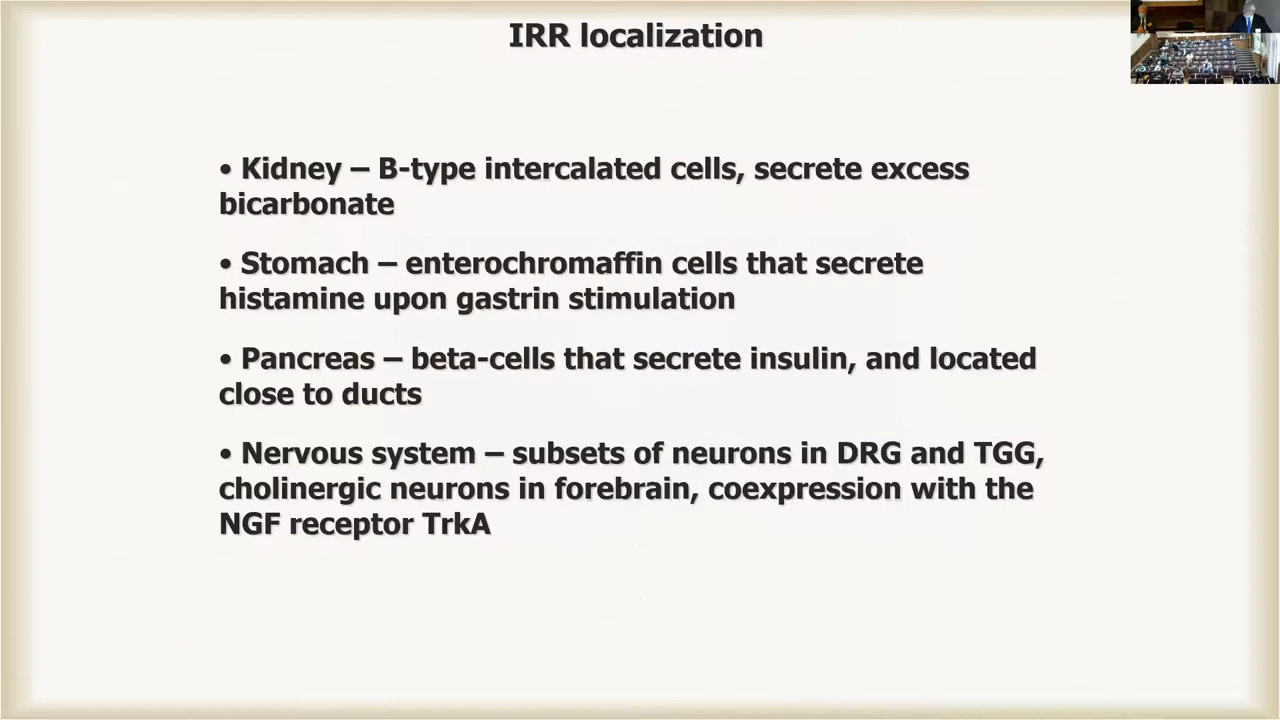 IRR localization
• Kidney – B-type intercalated cells, secrete excess
bicarbonate
• Stomach – enterochromaffin cells that secrete
histamine upon gastrin stimulation
• Pancreas – beta-cells that secrete insulin, and located
close to ducts
• Nervous system – subsets of neurons in DRG and TGG,
cholinergic neurons in forebrain, coexpression with the
NGF receptor TrkA